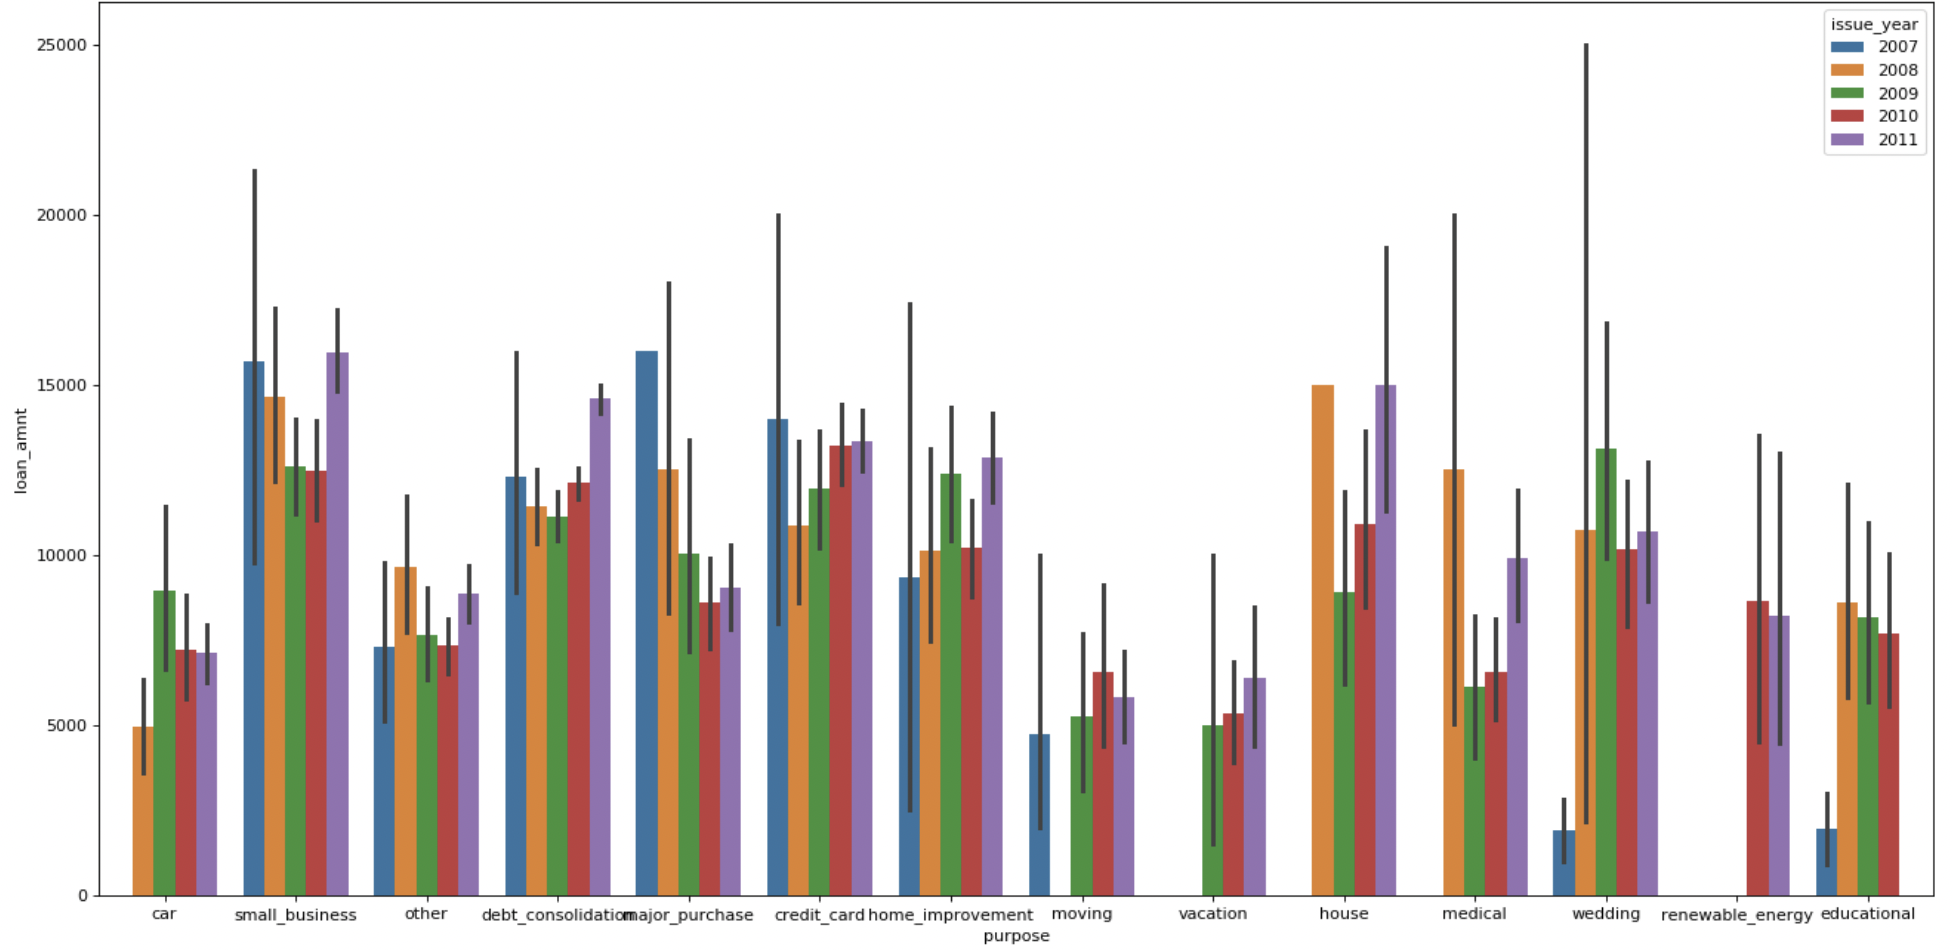 issue_year
2007
2008
2009
2010
2011
25000
20000
15000
10000
5000
0
loan_amnt
car small_business other debt_consolidation major_purchase credit_card home_improvement moving vacation house medical wedding renewable_energy educational
purpose